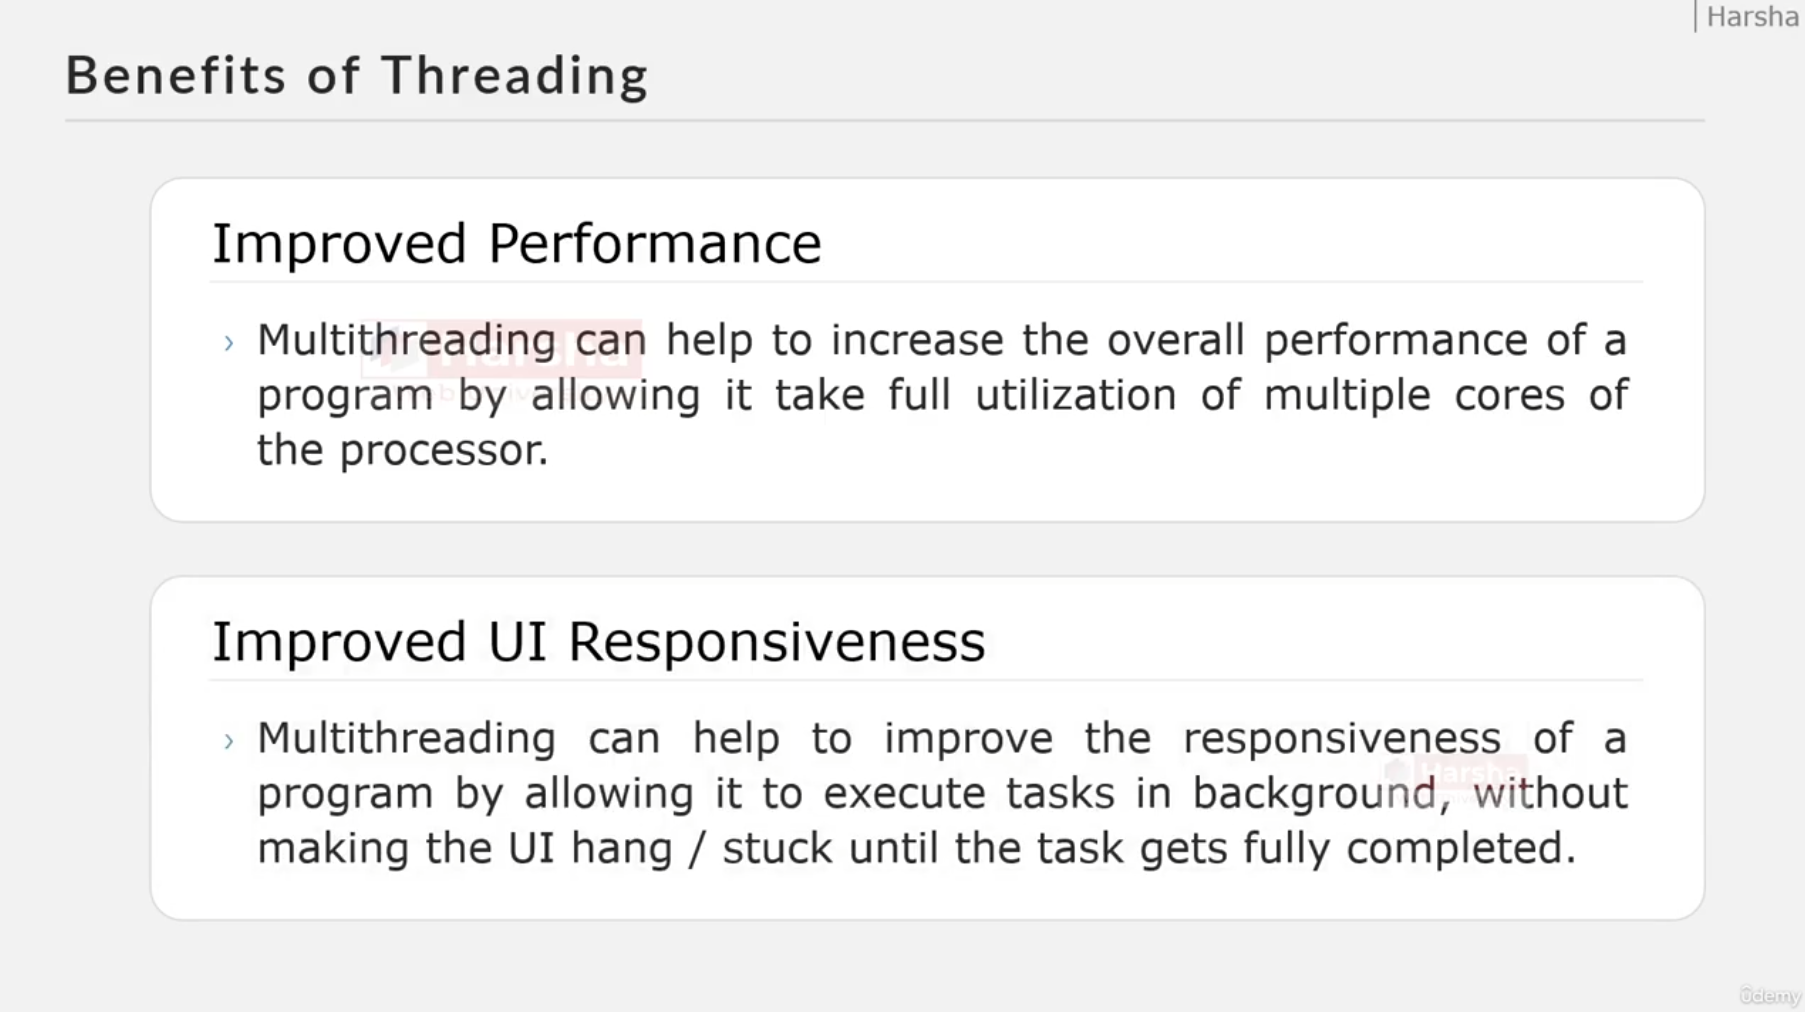 Harsha
Benefits of Threading
Improved Performance
› Multithreading can help to increase the overall performance of a
program by allowing it take full utilization of multiple cores of
the processor.
Improved UI Responsiveness
› Multithreading can help to improve the responsiveness of a
program by allowing it to execute tasks in background, without
making the UI hang / stuck until the task gets fully completed.
Harsha
Harsha
ûdemy